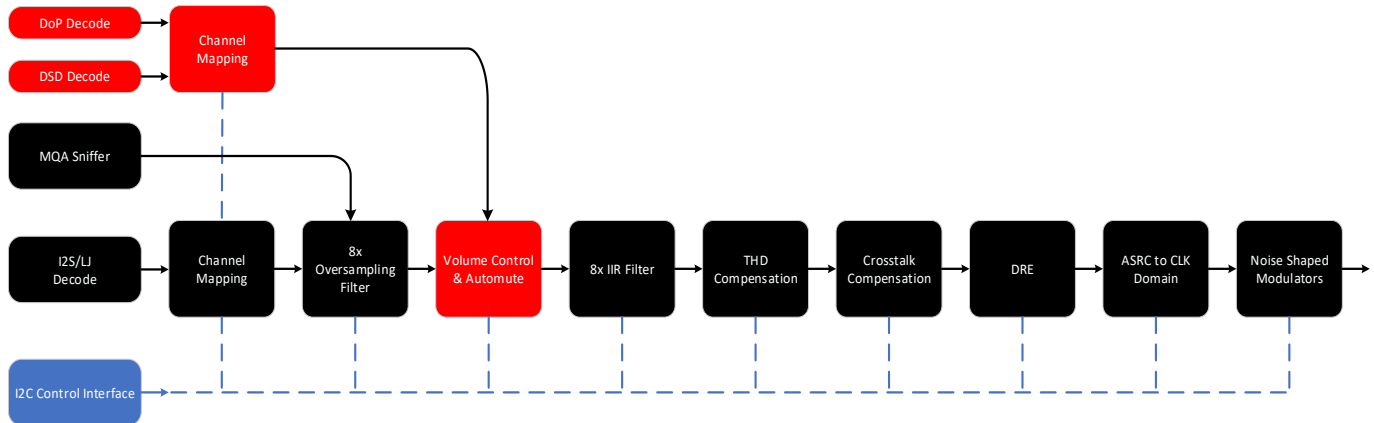 DoP Decode
DSD Decode
Channel
Mapping
MQA Sniffer
I2S/LJ
Decode
Channel
Mapping
8x
Oversampling
Filter
Volume Control
& Automute
8x IIR Filter
THD
Compensation
Crosstalk
Compensation
DRE
ASRC to CLK
Domain
Noise Shaped
Modulators
I2C Control Interface